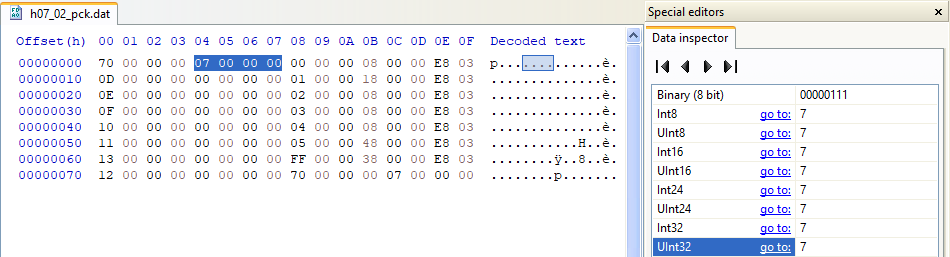 h07_02_pck.dat
Offset(h) 00 01 02 03 04 05 06 07 08 09 0A 0B 0C 0D 0E 0F Decoded text
00000000 70 00 00 00 07 00 00 00 00 00 00 08 00 00 E8 03 p.............è.
00000010 0D 00 00 00 00 00 00 00 01 00 00 18 00 00 E8 03 ..............è.
00000020 0E 00 00 00 00 00 00 00 02 00 00 08 00 00 E8 03 ..............è.
00000030 0F 00 00 00 00 00 00 00 03 00 00 08 00 00 E8 03 ..............è.
00000040 10 00 00 00 00 00 00 00 04 00 00 08 00 00 E8 03 ..............è.
00000050 11 00 00 00 00 00 00 00 05 00 00 48 00 00 E8 03 ...........H..è.
00000060 13 00 00 00 00 00 00 00 FF 00 00 38 00 00 E8 03 ........ÿ..8..è.
00000070 12 00 00 00 00 00 00 00 70 00 00 00 07 00 00 00 ........p.......
Special editors
Data inspector
Binary (8 bit) 00000111
Int8 go to: 7
UInt8 go to: 7
Int16 go to: 7
UInt16 go to: 7
Int24 go to: 7
UInt24 go to: 7
Int32 go to: 7
UInt32 go to: 7